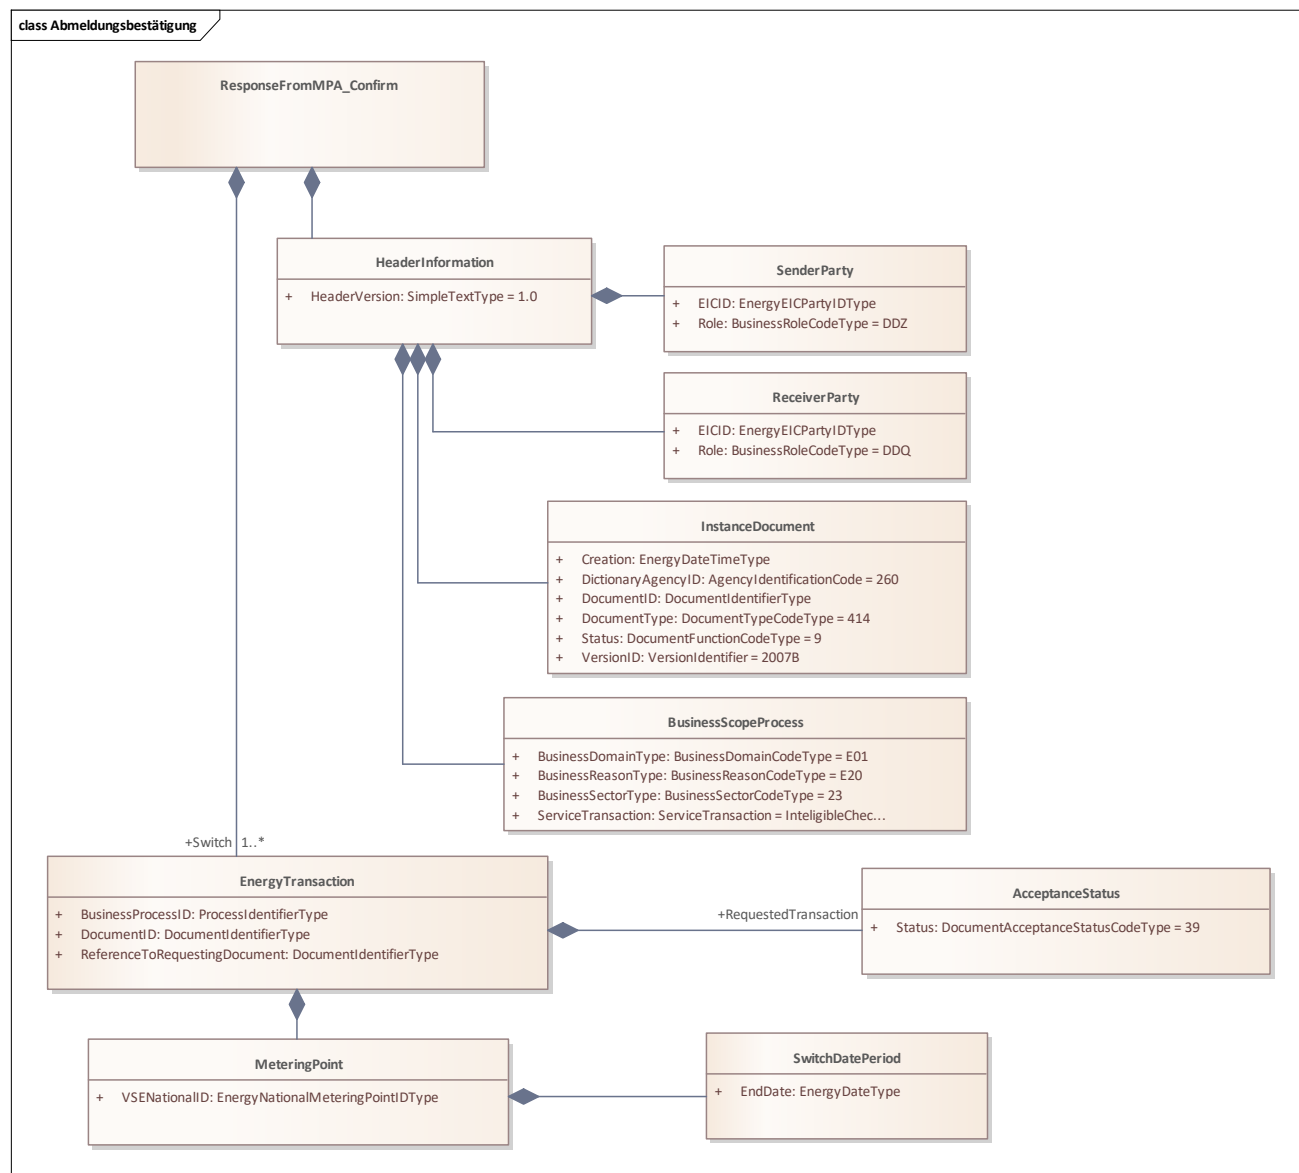 class Abmeldungsbestätigung
ResponseFromMPA_Confirm
HeaderInformation
+ HeaderVersion: SimpleTextType = 1.0
SenderParty
+ EICID: EnergyEICPartyIDType
+ Role: BusinessRoleCodeType = DDZ
ReceiverParty
+ EICID: EnergyEICPartyIDType
+ Role: BusinessRoleCodeType = DDQ
InstanceDocument
+ Creation: EnergyDateTimeType
+ DictionaryAgencyID: AgencyIdentificationCode = 260
+ DocumentID: DocumentIdentifierType
+ DocumentType: DocumentTypeCodeType = 414
+ Status: DocumentFunctionCodeType = 9
+ VersionID: VersionIdentifier = 2007B
BusinessScopeProcess
+ BusinessDomainType: BusinessDomainCodeType = E01
+ BusinessReasonType: BusinessReasonCodeType = E20
+ BusinessSectorType: BusinessSectorCodeType = 23
+ ServiceTransaction: ServiceTransaction = InteligibleChec...
+Switch 1..*
EnergyTransaction
+ BusinessProcessID: ProcessIdentifierType
+ DocumentID: DocumentIdentifierType
+ ReferenceToRequestingDocument: DocumentIdentifierType
+RequestedTransaction
AcceptanceStatus
+ Status: DocumentAcceptanceStatusCodeType = 39
MeteringPoint
+ VSENationalID: EnergyNationalMeteringPointIDType
SwitchDatePeriod
+ EndDate: EnergyDateType